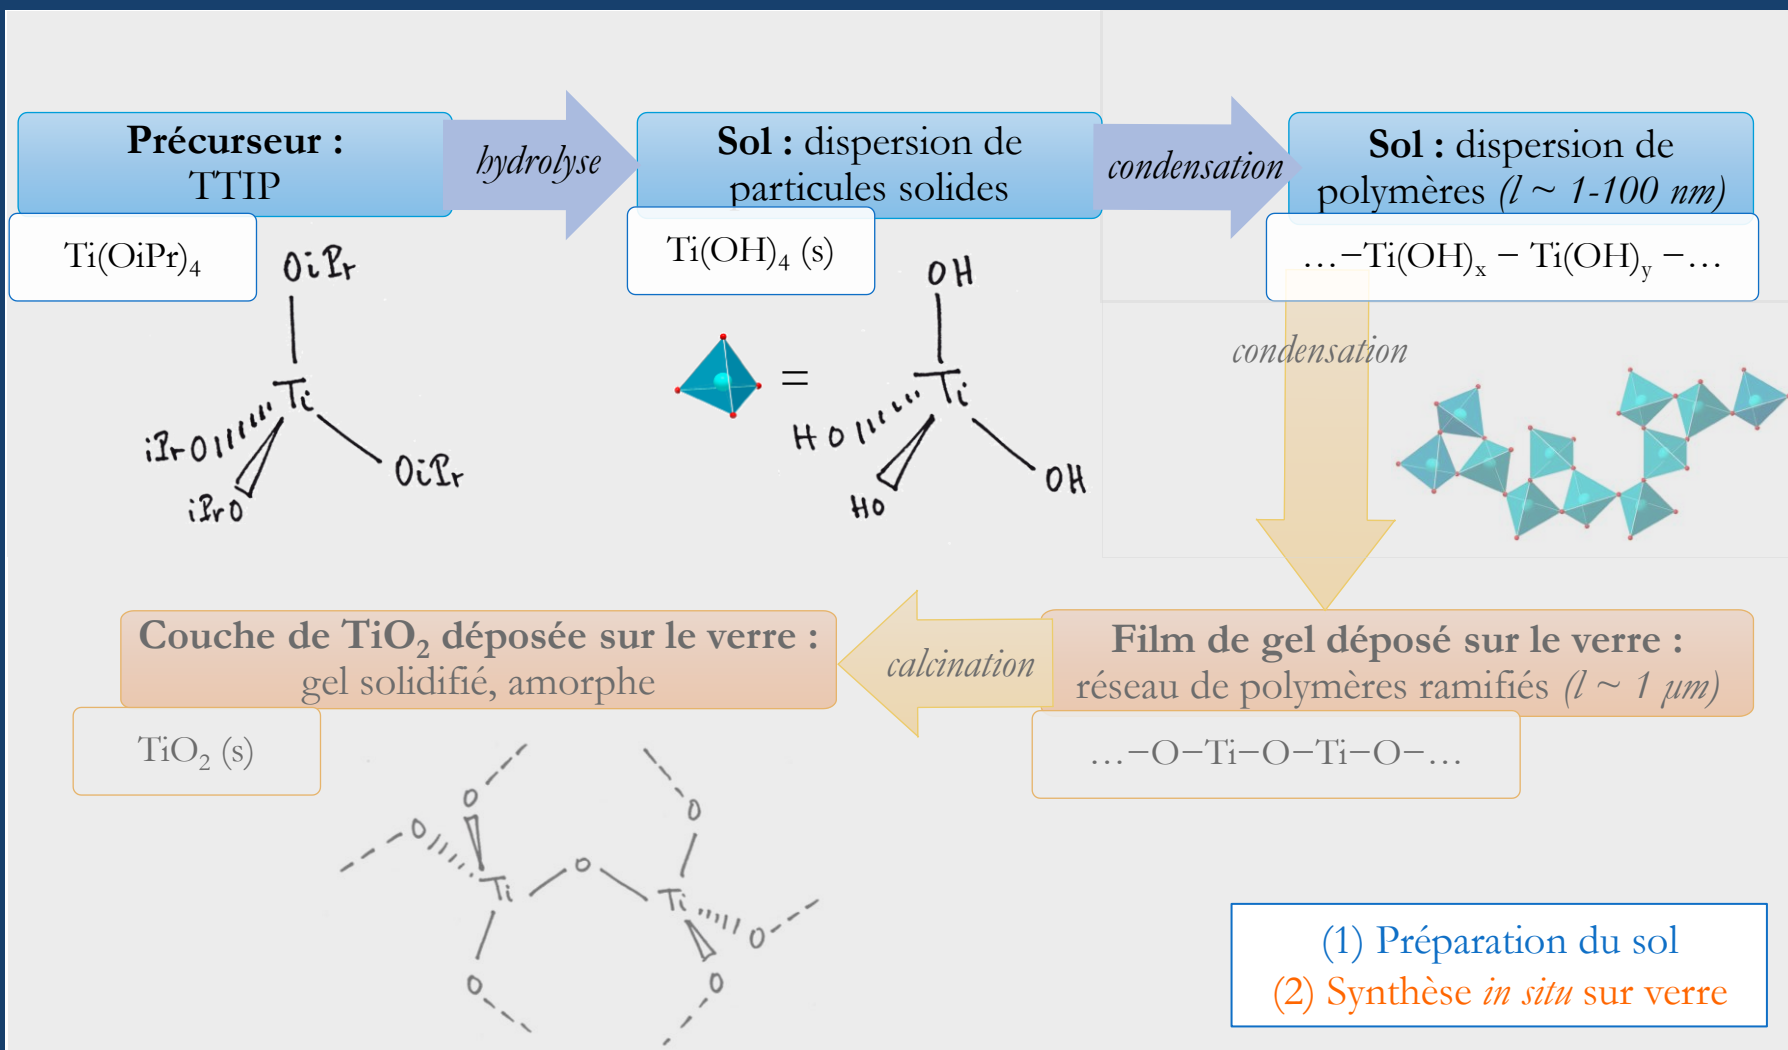 Précurseur :
TTIP
hydrolyse
Sol : dispersion de
particules solides
condensation
Sol : dispersion de
polymères (l ~ 1-100 nm)
Ti(OiPr)₄
Ti(OH)₄ (s)
…−Ti(OH)ₓ − Ti(OH)ᵧ −…
OiPr
Ti
iPrO
iPrO
OiPr
=
OH
Ti
HO
HO
OH
condensation
Couche de TiO₂ déposée sur le verre :
gel solidifié, amorphe
calcination
Film de gel déposé sur le verre :
réseau de polymères ramifiés (l ~ 1 μm)
TiO₂ (s)
…−O−Ti−O−Ti−O−…
O
O
O
O
Ti
Ti
O
O
O
(1) Préparation du sol
(2) Synthèse in situ sur verre